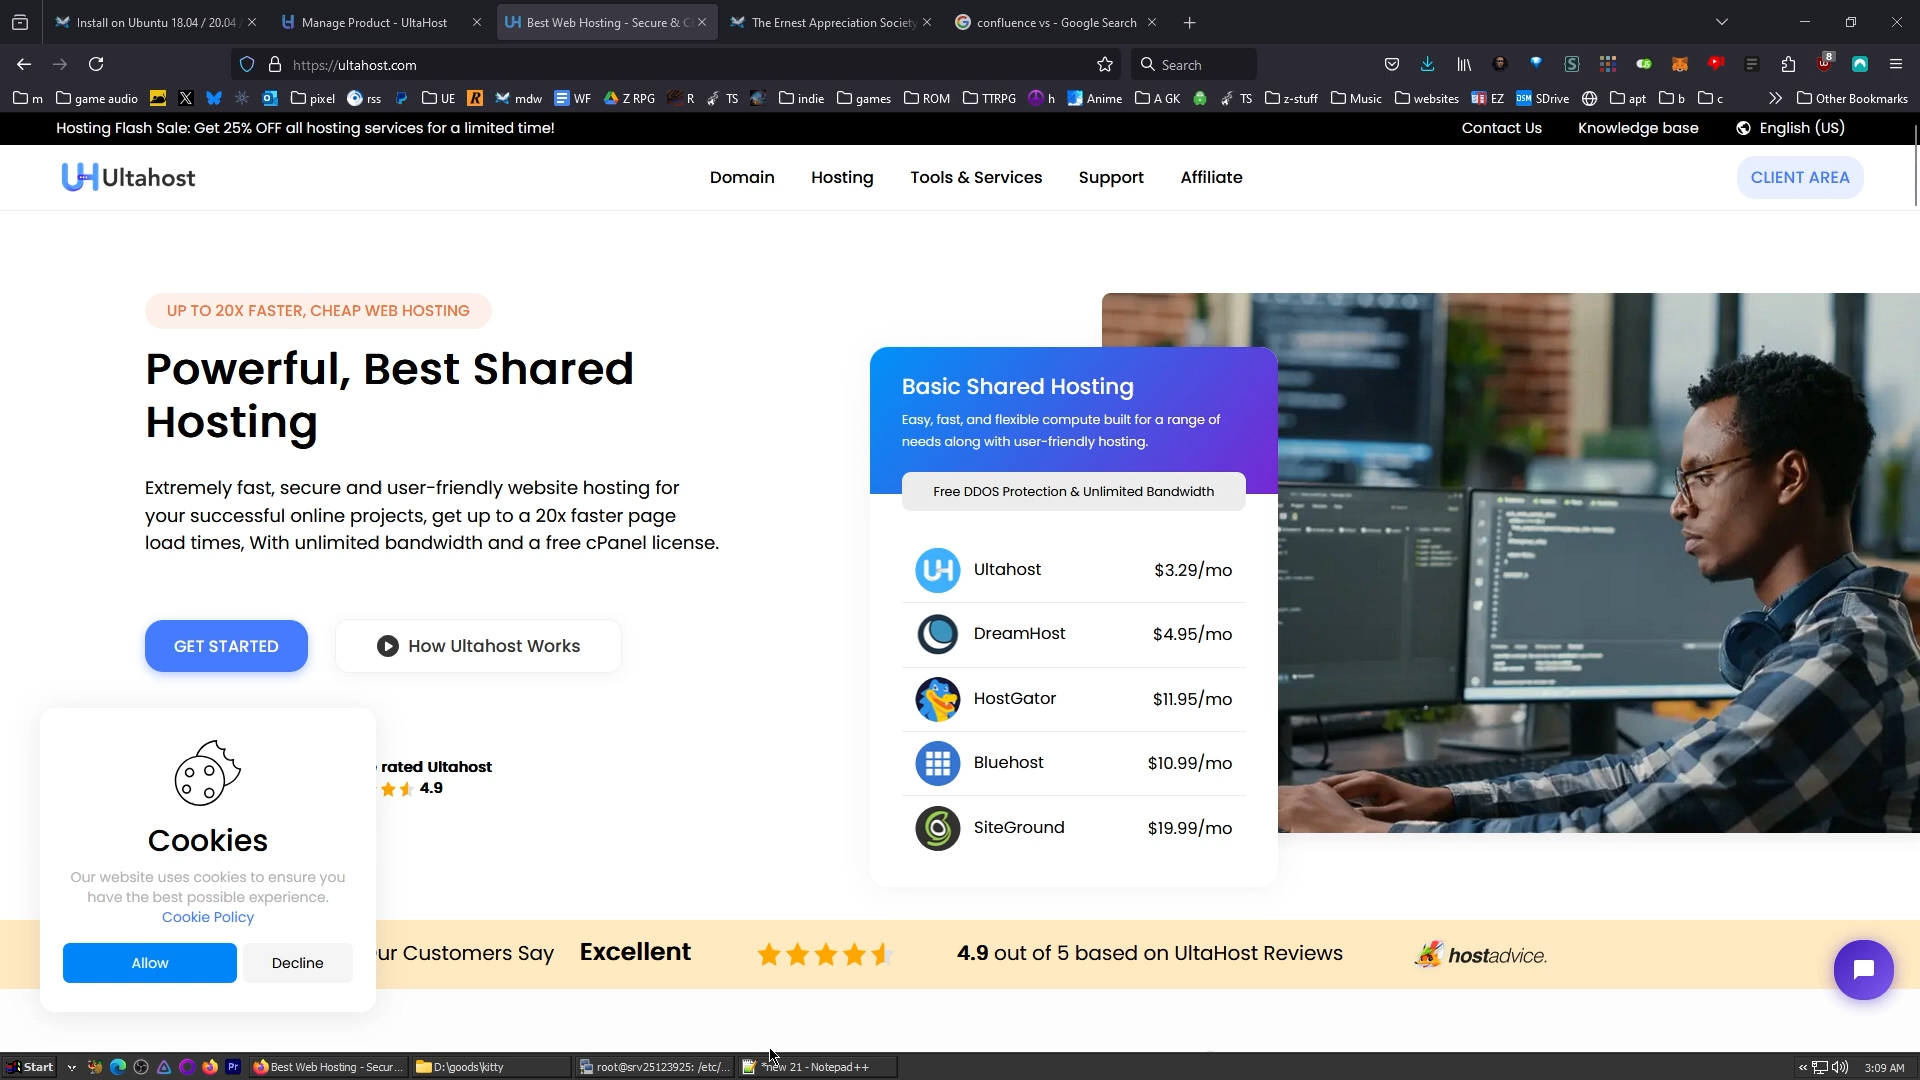 Install on Ubuntu 18.04 / 20.04
Manage Product - UltaHost
Best Web Hosting - Secure & C
The Ernest Appreciation Society
confluence vs - Google Search
https://ultahost.com
Search
8
m
game audio
pixel
rss
UE
mdw
WF
Z RPG
R
TS
indie
games
ROM
TTRPG
h
Anime
A GK
TS
z-stuff
Music
websites
EZ
SDrive
apt
b
c
Other Bookmarks
Hosting Flash Sale: Get 25% OFF all hosting services for a limited time!
Contact Us
Knowledge base
English (US)
UH Ultahost
Domain
Hosting
Tools & Services
Support
Affiliate
CLIENT AREA
UP TO 20X FASTER, CHEAP WEB HOSTING
Powerful, Best Shared
Hosting
Extremely fast, secure and user-friendly website hosting for
your successful online projects, get up to a 20x faster page
load times, With unlimited bandwidth and a free cPanel license.
GET STARTED
How Ultahost Works
rated Ultahost
4.9
Basic Shared Hosting
Easy, fast, and flexible compute built for a range of
needs along with user-friendly hosting.
Free DDOS Protection & Unlimited Bandwidth
UH Ultahost $3.29/mo
DreamHost $4.95/mo
HostGator $11.95/mo
Bluehost $10.99/mo
SiteGround $19.99/mo
Cookies
Our website uses cookies to ensure you
have the best possible experience.
Cookie Policy
Allow
Decline
ur Customers Say Excellent
4.9 out of 5 based on UltaHost Reviews
hostadvice.
Start
Pr
Best Web Hosting - Secur...
D:\goods\kitty
root@srv25123925: /etc/...
*new 21 - Notepad++
3:09 AM